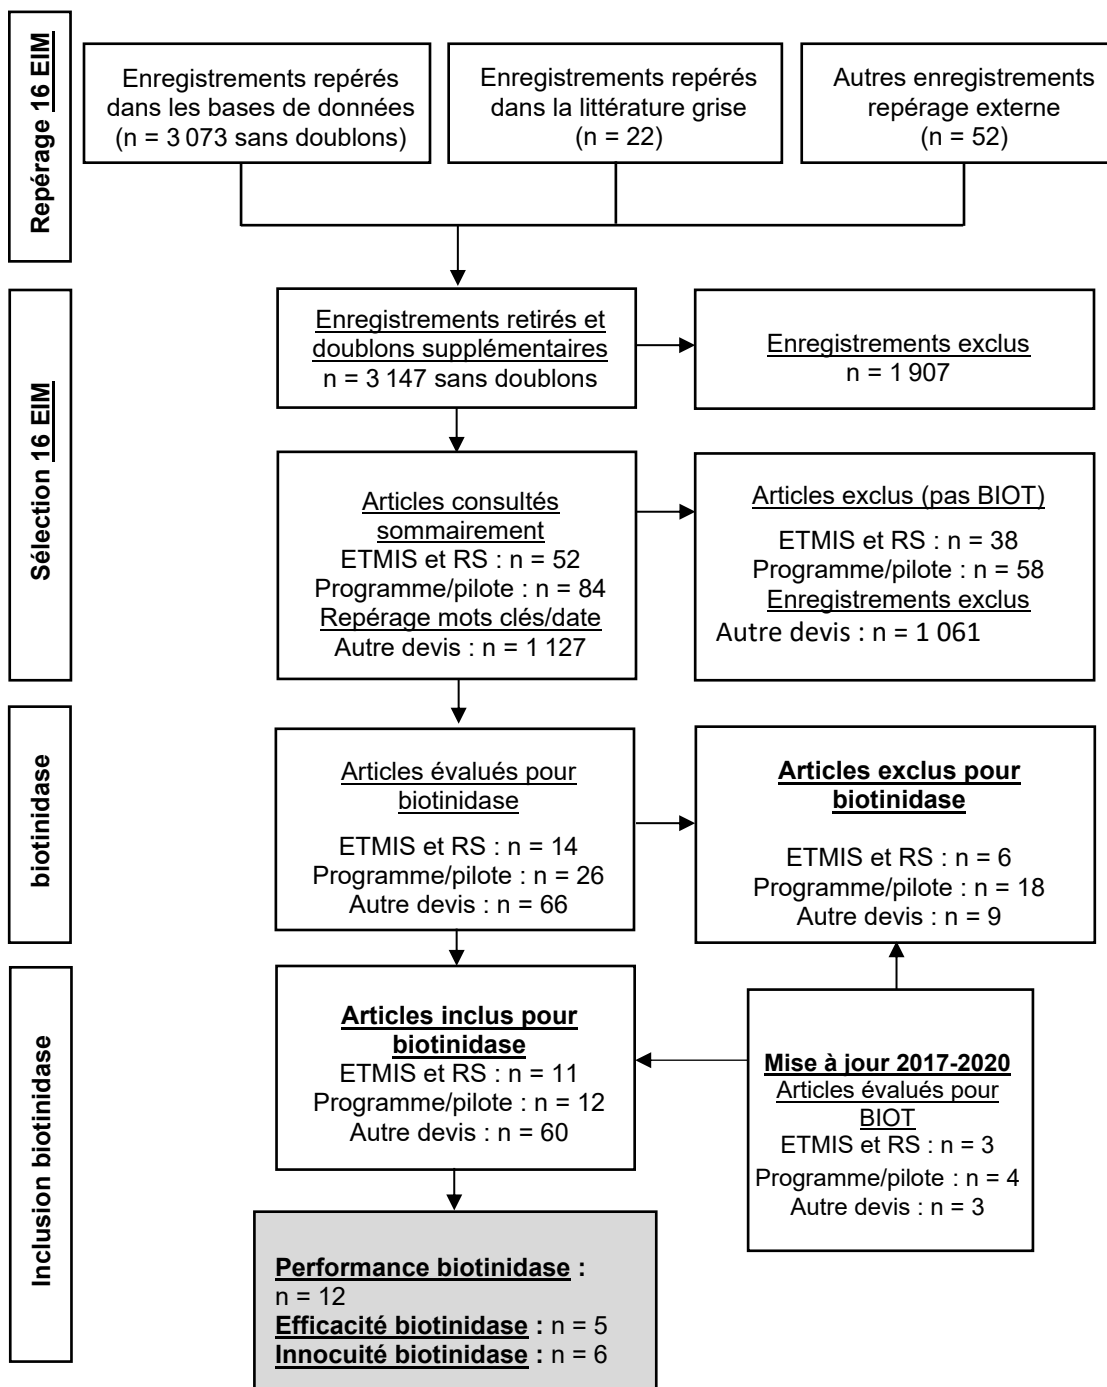 Repérage 16 EIM
Enregistrements repérés
dans les bases de données
(n = 3 073 sans doublons)
Enregistrements repérés
dans la littérature grise
(n = 22)
Autres enregistrements
repérage externe
(n = 52)
Sélection 16 EIM
Enregistrements retirés et
doublons supplémentaires
n = 3 147 sans doublons
Enregistrements exclus
n = 1 907
Articles consultés
sommairement
ETMIS et RS : n = 52
Programme/pilote : n = 84
Repérage mots clés/date
Autre devis : n = 1 127
Articles exclus (pas BIOT)
ETMIS et RS : n = 38
Programme/pilote : n = 58
Enregistrements exclus
Autre devis : n = 1 061
biotinidase
Articles évalués pour
biotinidase
ETMIS et RS : n = 14
Programme/pilote : n = 26
Autre devis : n = 66
Articles exclus pour
biotinidase
ETMIS et RS : n = 6
Programme/pilote : n = 18
Autre devis : n = 9
Inclusion biotinidase
Articles inclus pour
biotinidase
ETMIS et RS : n = 11
Programme/pilote : n = 12
Autre devis : n = 60
Mise à jour 2017-2020
Articles évalués pour
BIOT
ETMIS et RS : n = 3
Programme/pilote : n = 4
Autre devis : n = 3
Performance biotinidase :
n = 12
Efficacité biotinidase : n = 5
Innocuité biotinidase : n = 6